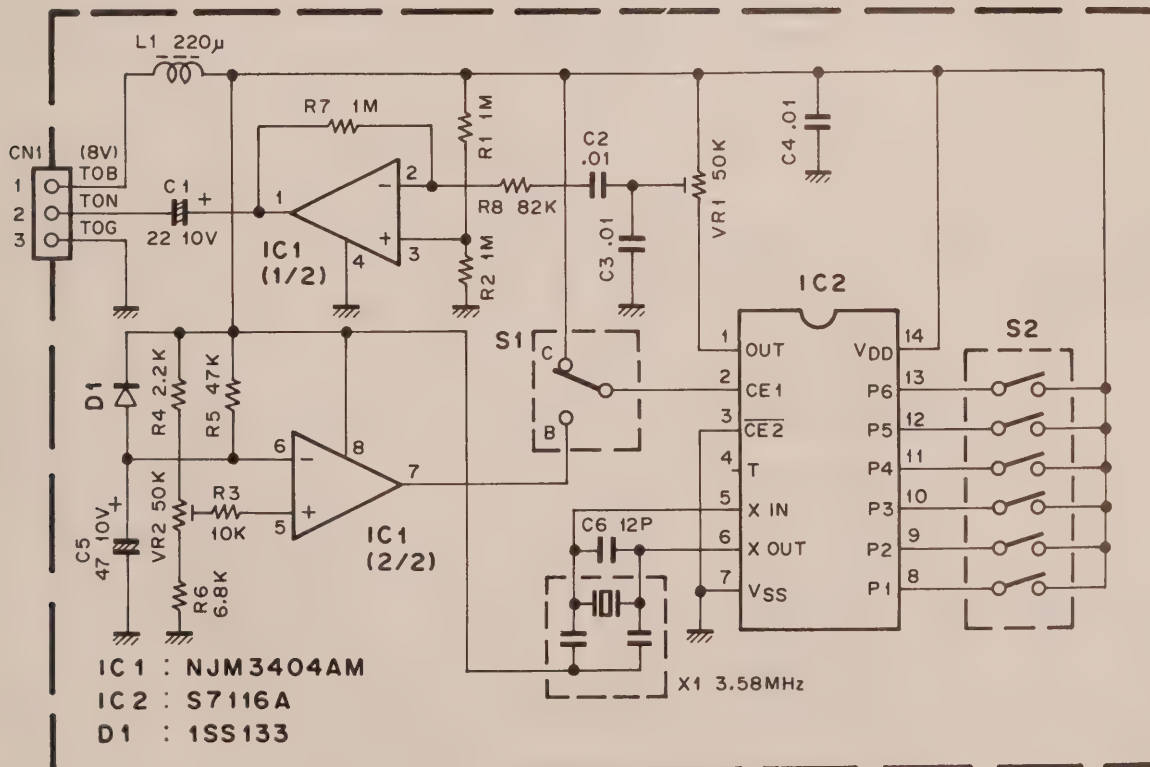 L1 220μ
R7 1M
R1 1M
C2
.01
VR1 50K
C4 .01
CN1
(8V)
TOB
1
TON
2
TOG
3
C1
+
22 10V
1
2
−
+
3
4
IC1
(1/2)
R8 82K
R2 1M
C3 .01
IC2
S1
C
B
S2
1
OUT
2
CE1
3
CE2
4
T
5
X IN
6
X OUT
7
VSS
14
VDD
13
P6
12
P5
11
P4
10
P3
9
P2
8
P1
D1
R4 2.2K
R5 47K
6
−
8
7
+
5
IC1
(2/2)
C5
47 10V
+
VR2 50K
R3
10K
R6
6.8K
C6 12P
X1 3.58MHz
IC1 : NJM3404AM
IC2 : S7116A
D1 : 1SS133